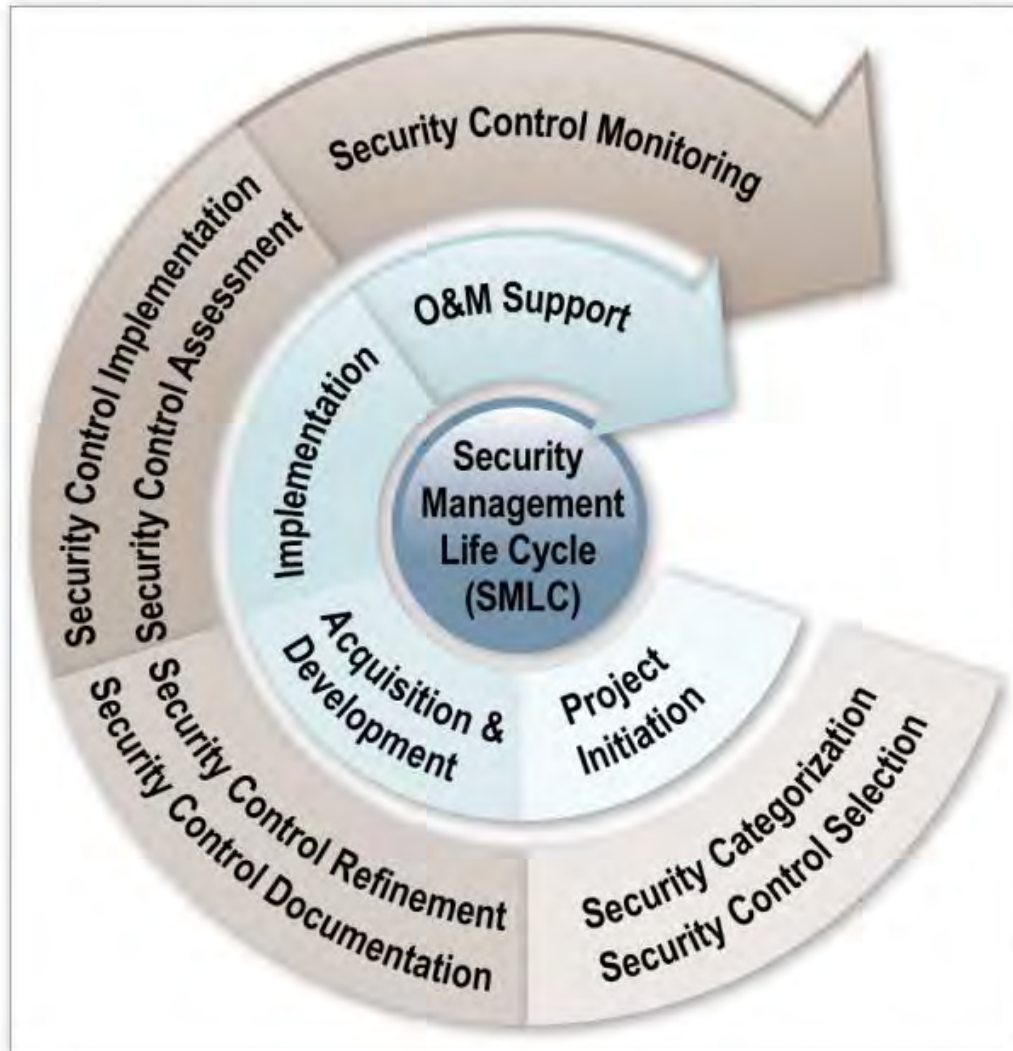 Security Control Monitoring
Security Control Implementation
Security Control Assessment
O&M Support
Implementation
Security
Management
Life Cycle
(SMLC)
Acquisition &
Development
Project
Initiation
Security Control Refinement
Security Control Documentation
Security Categorization
Security Control Selection